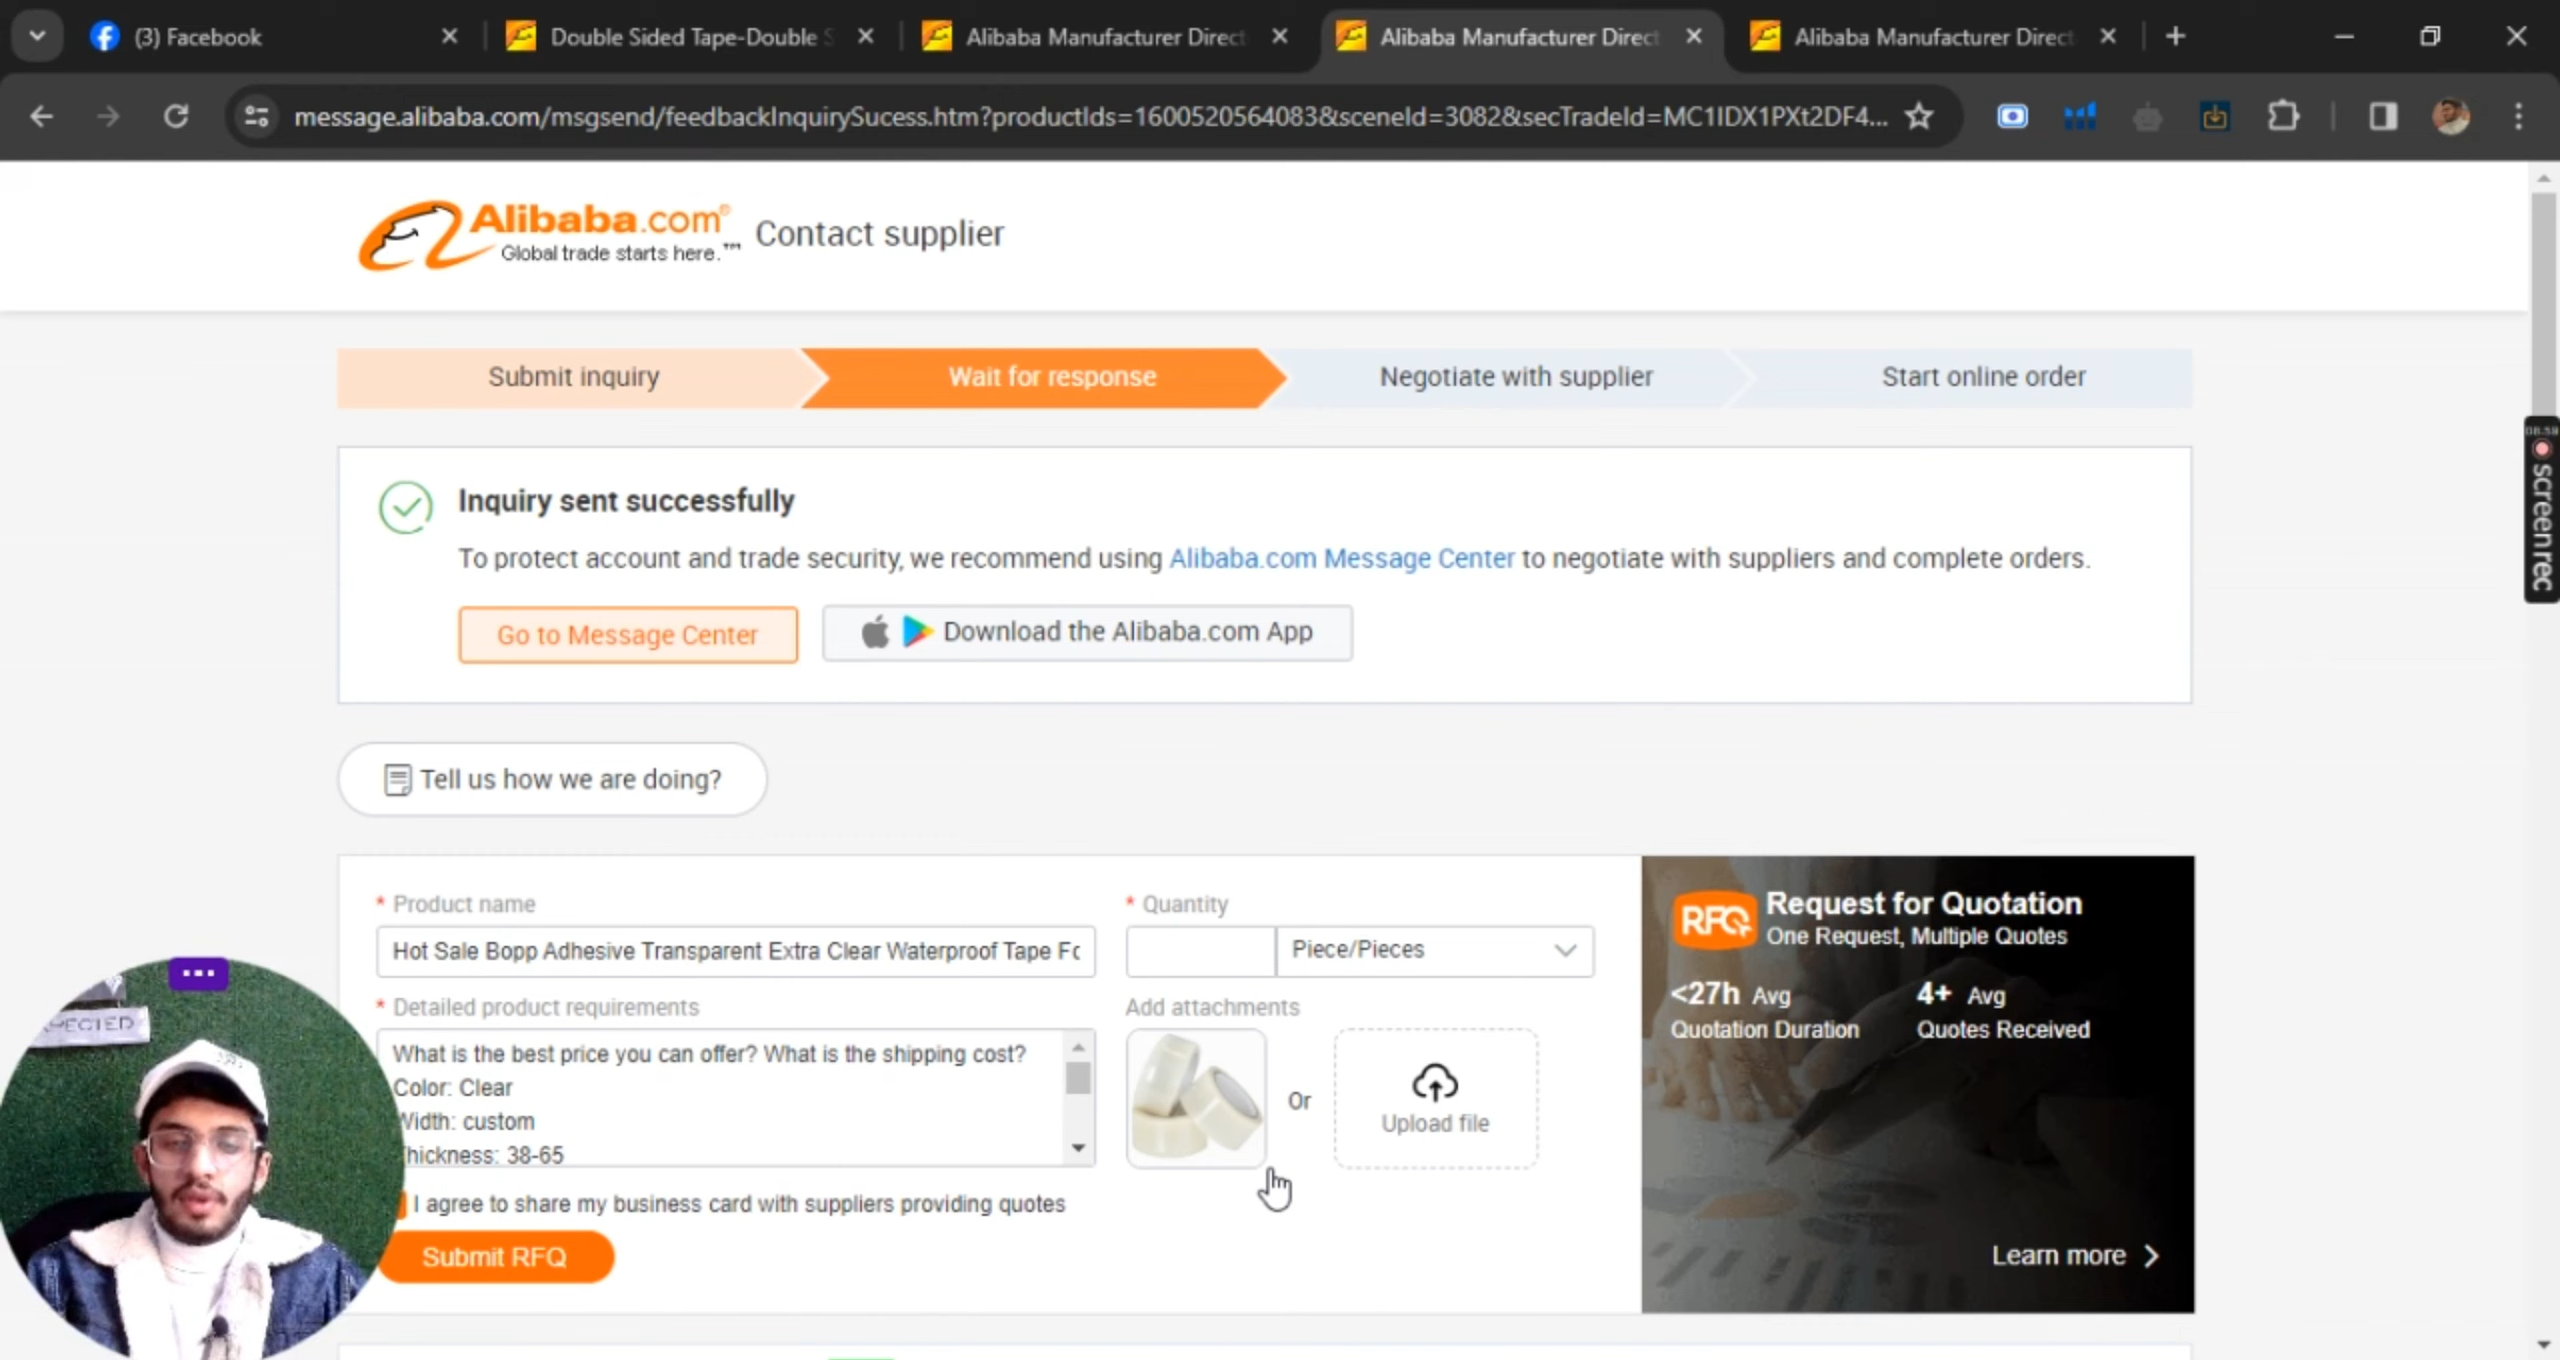 (3) Facebook
Double Sided Tape-Double S
Alibaba Manufacturer Direct
Alibaba Manufacturer Direct
Alibaba Manufacturer Direct
message.alibaba.com/msgsend/feedbackInquirySucess.htm?productIds=1600520564083&sceneId=3082&secTradeId=MC1IDX1PXt2DF4...
Alibaba.com®
Global trade starts here.™
Contact supplier
Submit inquiry
Wait for response
Negotiate with supplier
Start online order
Inquiry sent successfully
To protect account and trade security, we recommend using Alibaba.com Message Center to negotiate with suppliers and complete orders.
Go to Message Center
Download the Alibaba.com App
screenrec
Tell us how we are doing?
* Product name
Hot Sale Bopp Adhesive Transparent Extra Clear Waterproof Tape Fo
* Quantity
Piece/Pieces
* Detailed product requirements
What is the best price you can offer? What is the shipping cost?
Color: Clear
Width: custom
hickness: 38-65
Add attachments
Or
Upload file
I agree to share my business card with suppliers providing quotes
Submit RFQ
RFQ
Request for Quotation
One Request, Multiple Quotes
<27h Avg
Quotation Duration
4+ Avg
Quotes Received
Learn more
PECTED